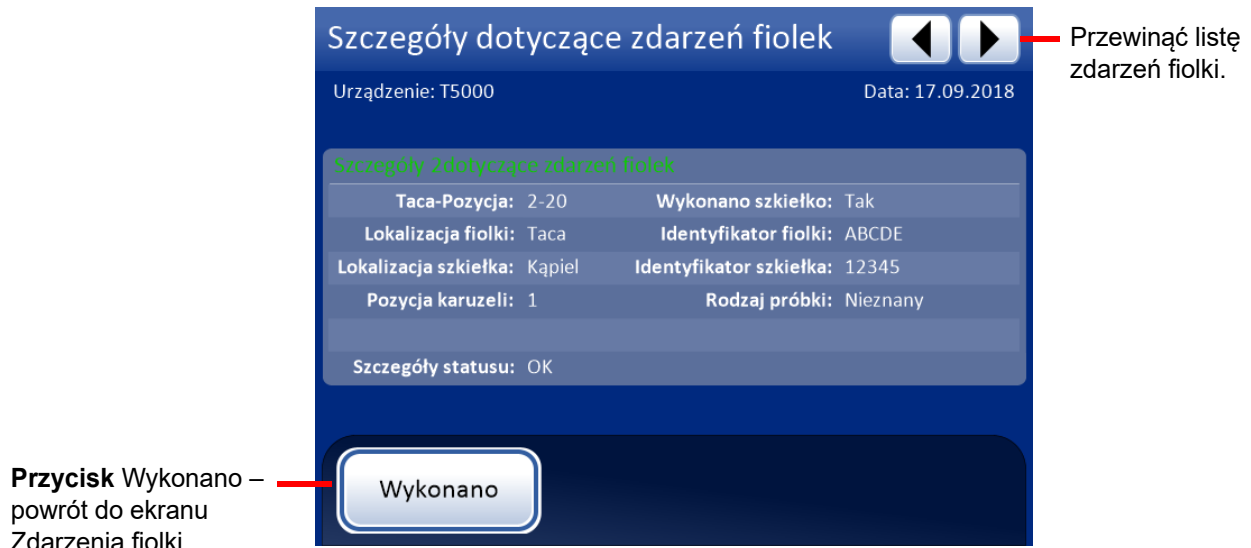 Szczegóły dotyczące zdarzeń fiolek
Przewinąć listę
zdarzeń fiolki.
Urządzenie: T5000 Data: 17.09.2018
Szczegóły 2dotyczące zdarzeń fiolek
Taca-Pozycja: 2-20 Wykonano szkiełko: Tak
Lokalizacja fiolki: Taca Identyfikator fiolki: ABCDE
Lokalizacja szkiełka: Kąpiel Identyfikator szkiełka: 12345
Pozycja karuzeli: 1 Rodzaj próbki: Nieznany
Szczegóły statusu: OK
Przycisk Wykonano –
powrót do ekranu
Zdarzenia fiolki
Wykonano